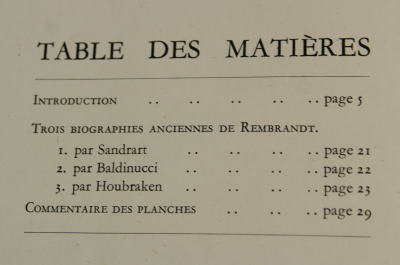 TABLE DES MATIÈRES
INTRODUCTION .. .. .. .. page 5
TROIS BIOGRAPHIES ANCIENNES DE REMBRANDT.
1. par Sandrart .. .. .. .. page 21
2. par Baldinucci .. .. .. .. page 22
3. par Houbraken .. .. .. .. page 23
COMMENTAIRE DES PLANCHES .. .. .. page 29